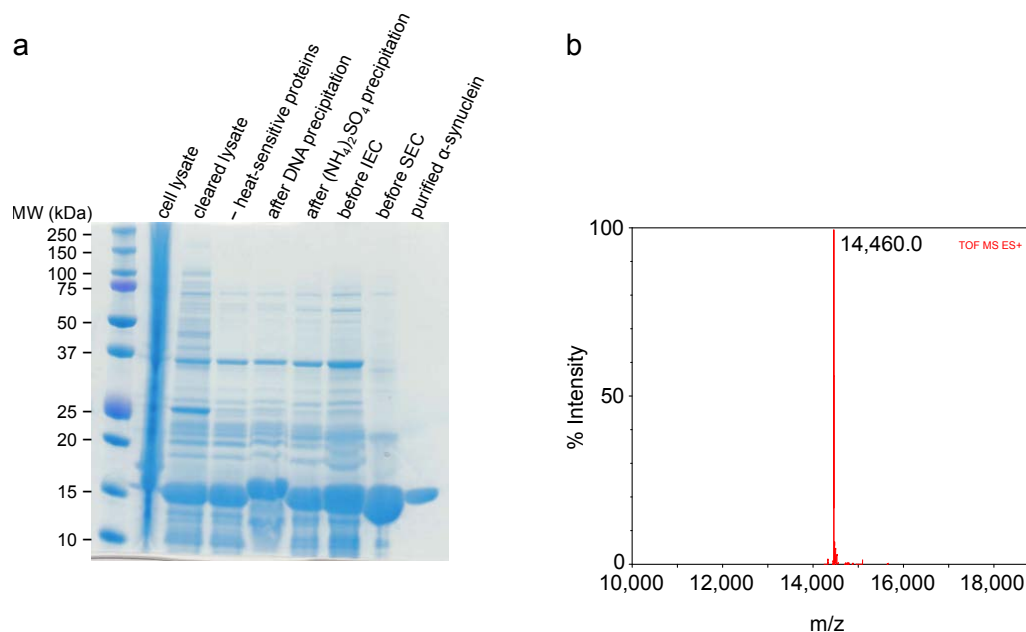 a
b
cell lysate
cleared lysate
– heat-sensitive proteins
after DNA precipitation
after (NH₄)₂SO₄ precipitation
before IEC
before SEC
purified α-synuclein
MW (kDa)
250
150
100
75
50
37
25
20
15
10
100
50
0
% Intensity
14,460.0
TOF MS ES+
10,000 12,000 14,000 16,000 18,000
m/z